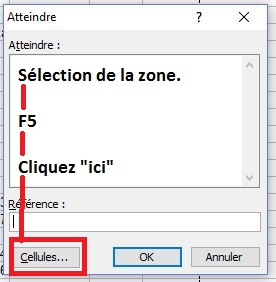 Atteindre
?
Atteindre :
Sélection de la zone.
F5
Cliquez "ici"
Référence :
Cellules...
OK
Annuler